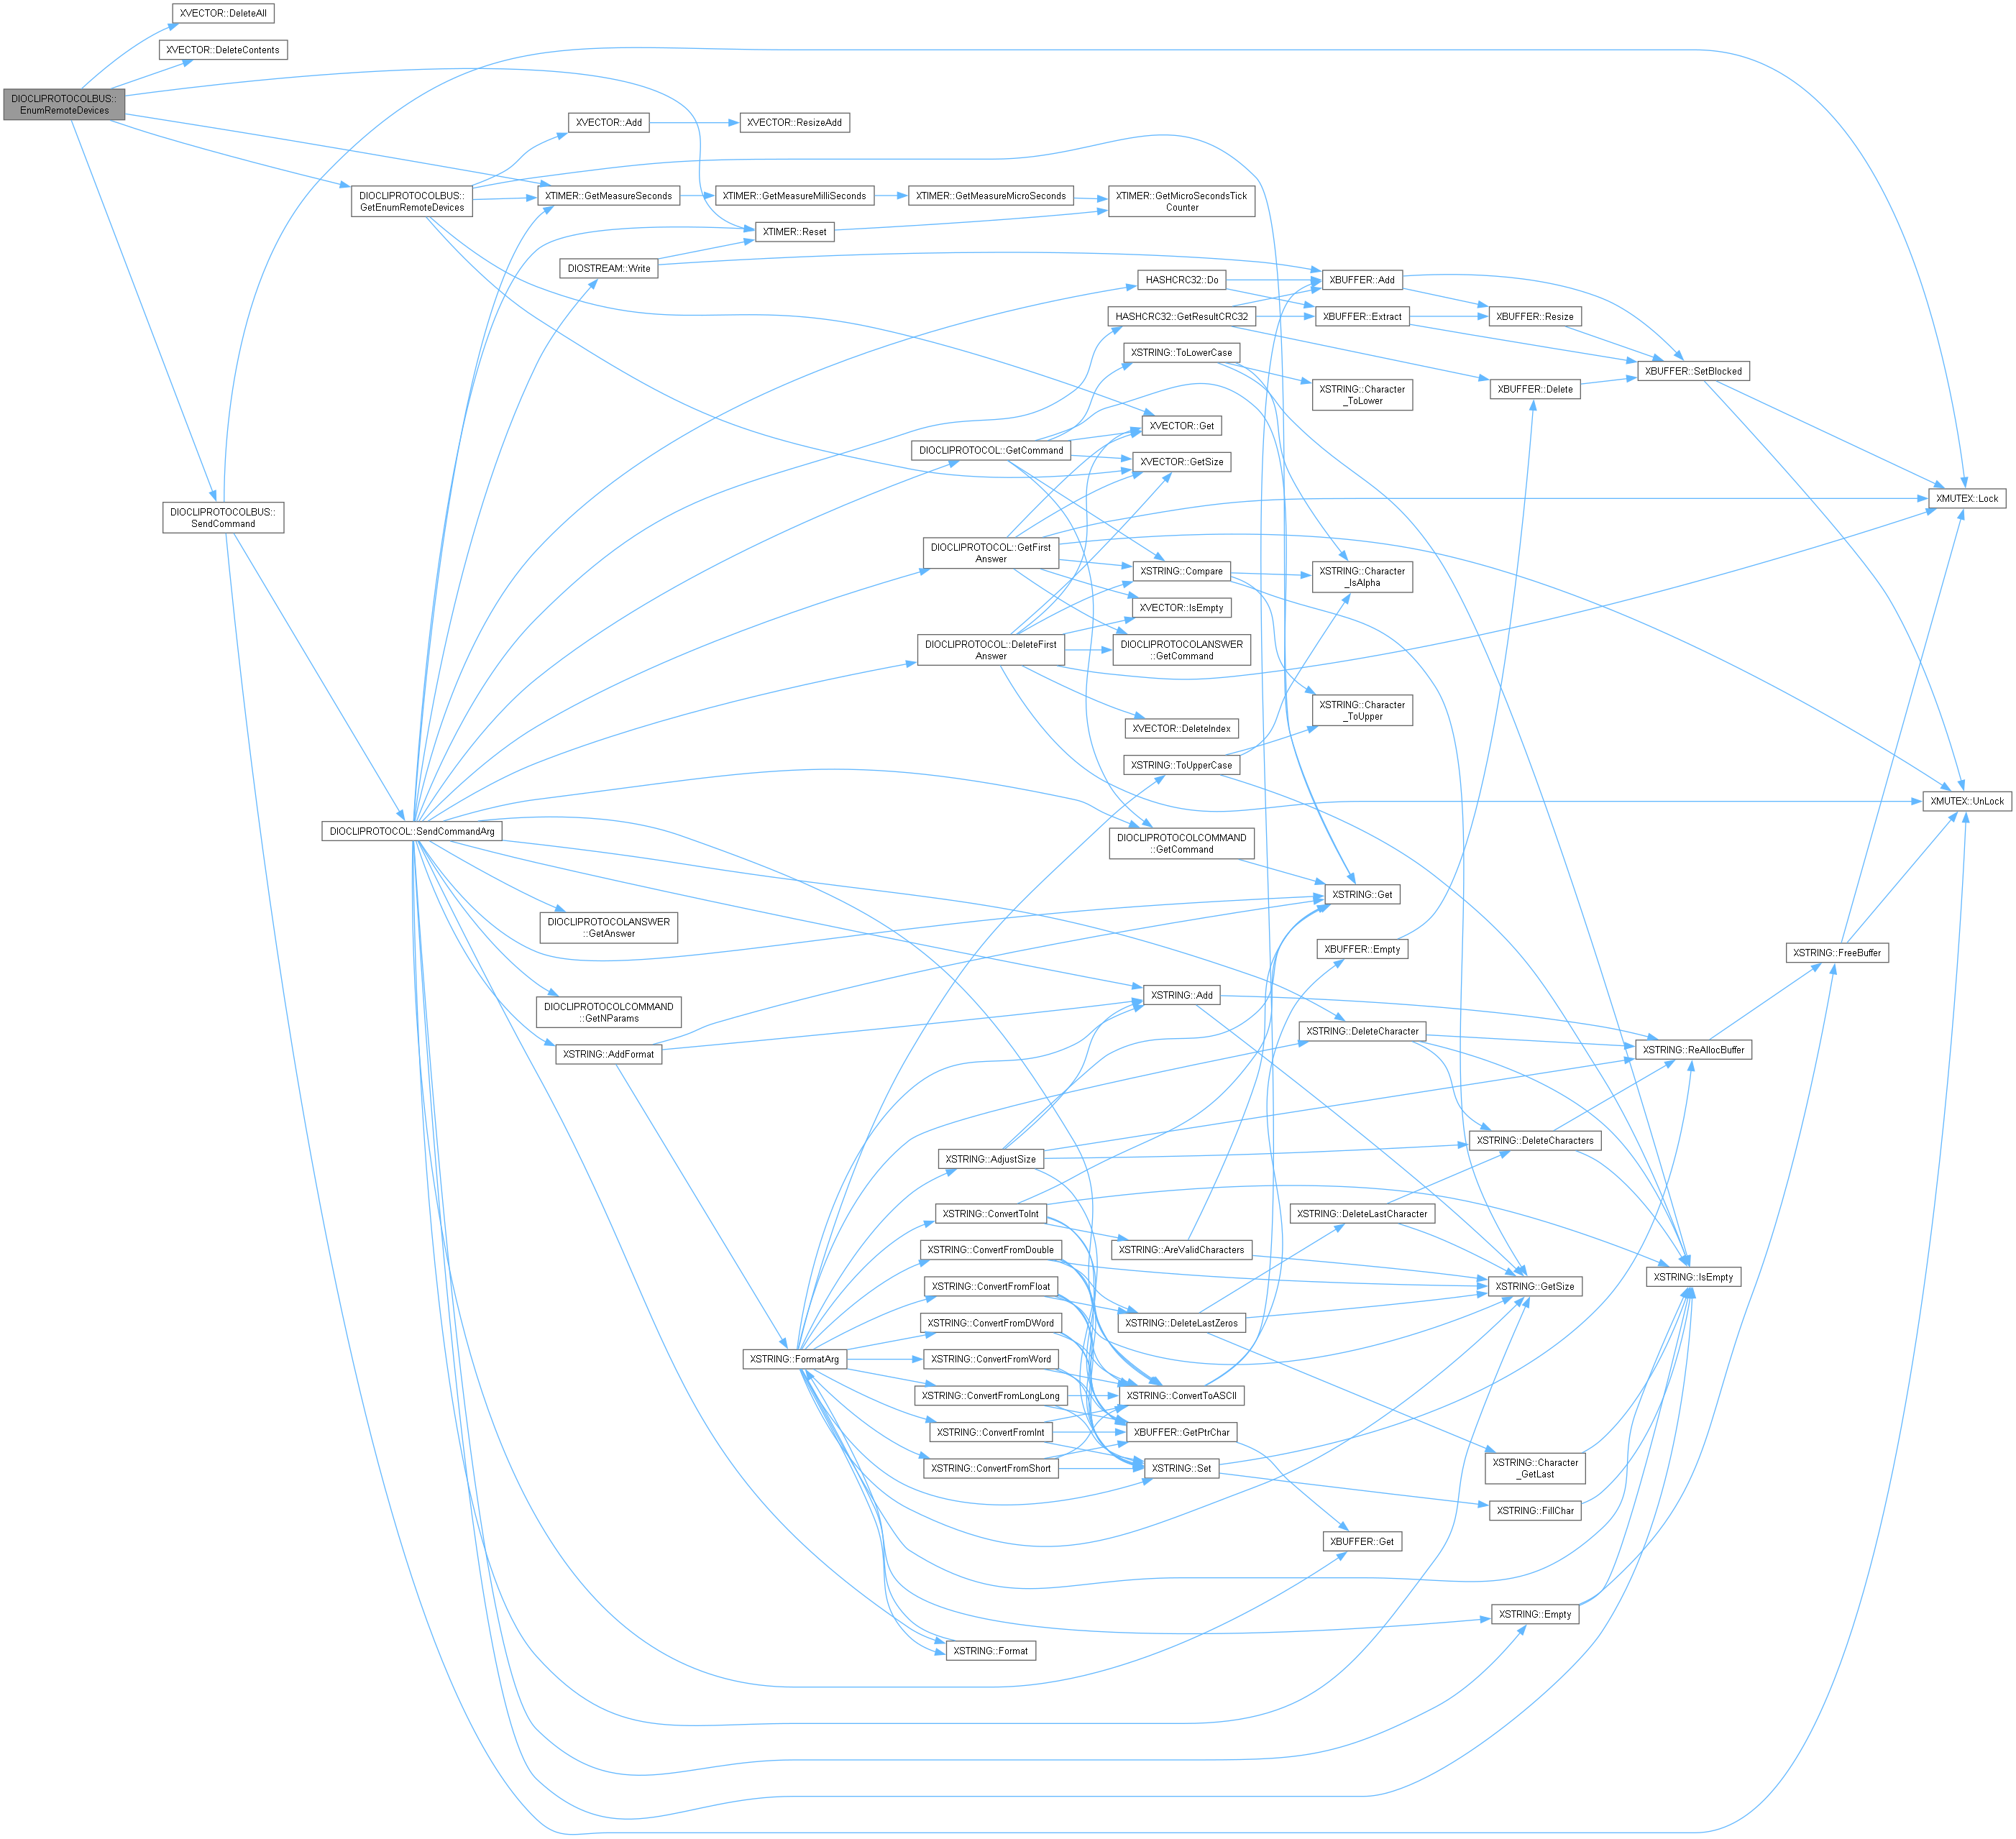 XVECTOR::DeleteAll
XVECTOR::DeleteContents
DIOCLIPROTOCOLBUS::
EnumRemoteDevices
XVECTOR::Add
XVECTOR::ResizeAdd
DIOCLIPROTOCOLBUS::
GetEnumRemoteDevices
XTIMER::GetMeasureSeconds
XTIMER::GetMeasureMilliSeconds
XTIMER::GetMeasureMicroSeconds
XTIMER::GetMicroSecondsTick
Counter
XTIMER::Reset
DIOSTREAM::Write
HASHCRC32::Do
XBUFFER::Add
HASHCRC32::GetResultCRC32
XBUFFER::Extract
XBUFFER::Resize
XSTRING::ToLowerCase
XBUFFER::SetBlocked
XSTRING::Character
_ToLower
XBUFFER::Delete
XVECTOR::Get
DIOCLIPROTOCOL::GetCommand
XVECTOR::GetSize
XMUTEX::Lock
DIOCLIPROTOCOLBUS::
SendCommand
DIOCLIPROTOCOL::GetFirst
Answer
XSTRING::Compare
XSTRING::Character
_IsAlpha
XVECTOR::IsEmpty
DIOCLIPROTOCOL::DeleteFirst
Answer
DIOCLIPROTOCOLANSWER
::GetCommand
XSTRING::Character
_ToUpper
XVECTOR::DeleteIndex
XSTRING::ToUpperCase
XMUTEX::UnLock
DIOCLIPROTOCOL::SendCommandArg
DIOCLIPROTOCOLCOMMAND
::GetCommand
XSTRING::Get
DIOCLIPROTOCOLANSWER
::GetAnswer
XBUFFER::Empty
XSTRING::FreeBuffer
DIOCLIPROTOCOLCOMMAND
::GetNParams
XSTRING::Add
XSTRING::DeleteCharacter
XSTRING::AddFormat
XSTRING::ReAllocBuffer
XSTRING::DeleteCharacters
XSTRING::AdjustSize
XSTRING::ConvertToInt
XSTRING::DeleteLastCharacter
XSTRING::ConvertFromDouble
XSTRING::AreValidCharacters
XSTRING::IsEmpty
XSTRING::ConvertFromFloat
XSTRING::GetSize
XSTRING::ConvertFromDWord
XSTRING::DeleteLastZeros
XSTRING::FormatArg
XSTRING::ConvertFromWord
XSTRING::ConvertFromLongLong
XSTRING::ConvertToASCII
XSTRING::ConvertFromInt
XBUFFER::GetPtrChar
XSTRING::ConvertFromShort
XSTRING::Set
XSTRING::Character
_GetLast
XSTRING::FillChar
XBUFFER::Get
XSTRING::Empty
XSTRING::Format